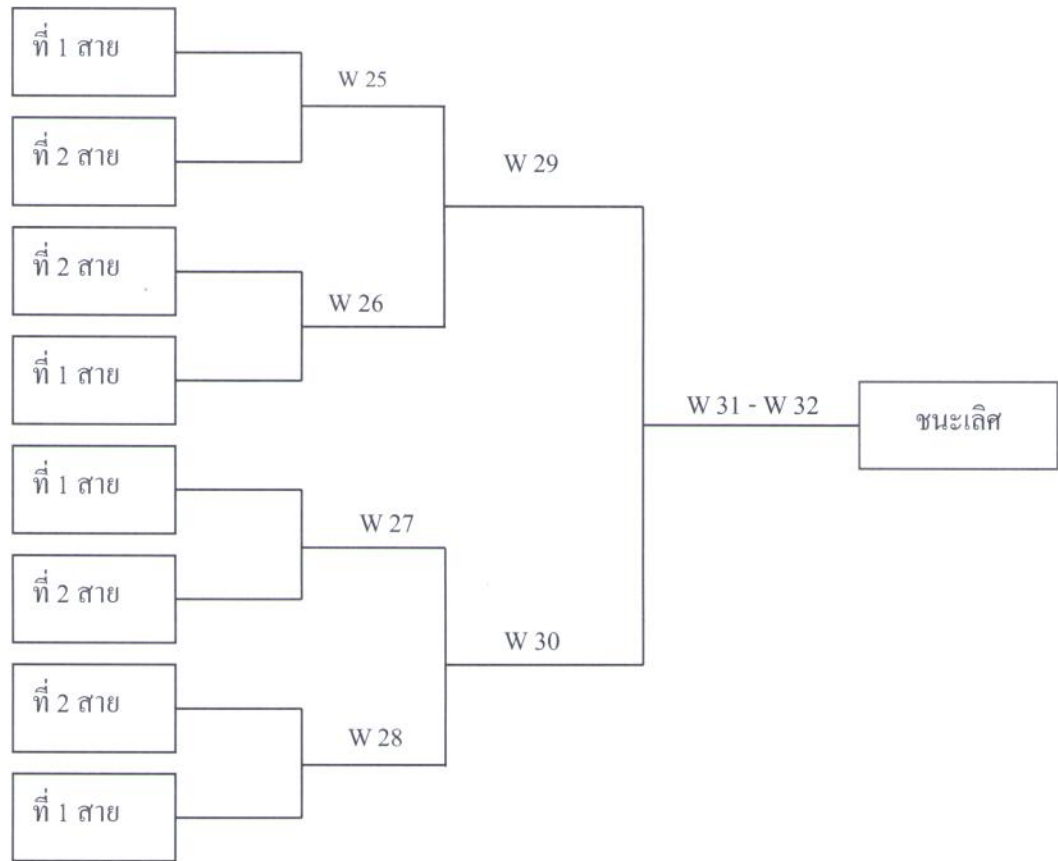 ที่ 1 สาย
W 25
ที่ 2 สาย
W 29
ที่ 2 สาย
W 26
ที่ 1 สาย
W 31 - W 32
ชนะเลิศ
ที่ 1 สาย
W 27
ที่ 2 สาย
W 30
ที่ 2 สาย
W 28
ที่ 1 สาย